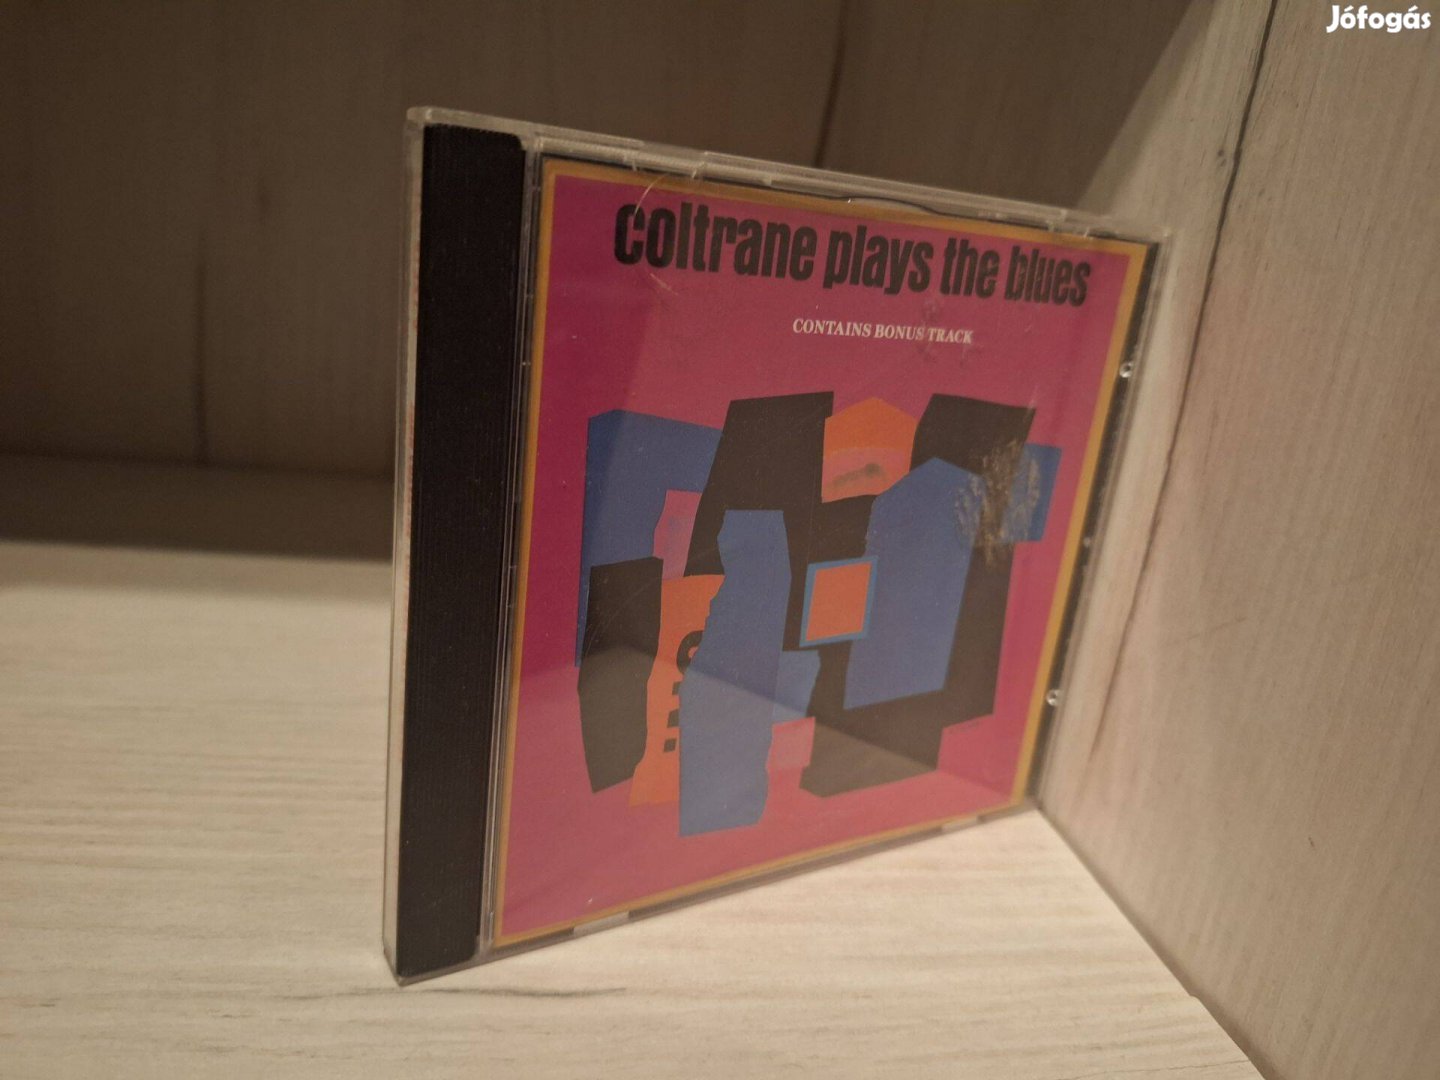 Jófogás
coltrane plays the blues
CONTAINS BONUS TRACK